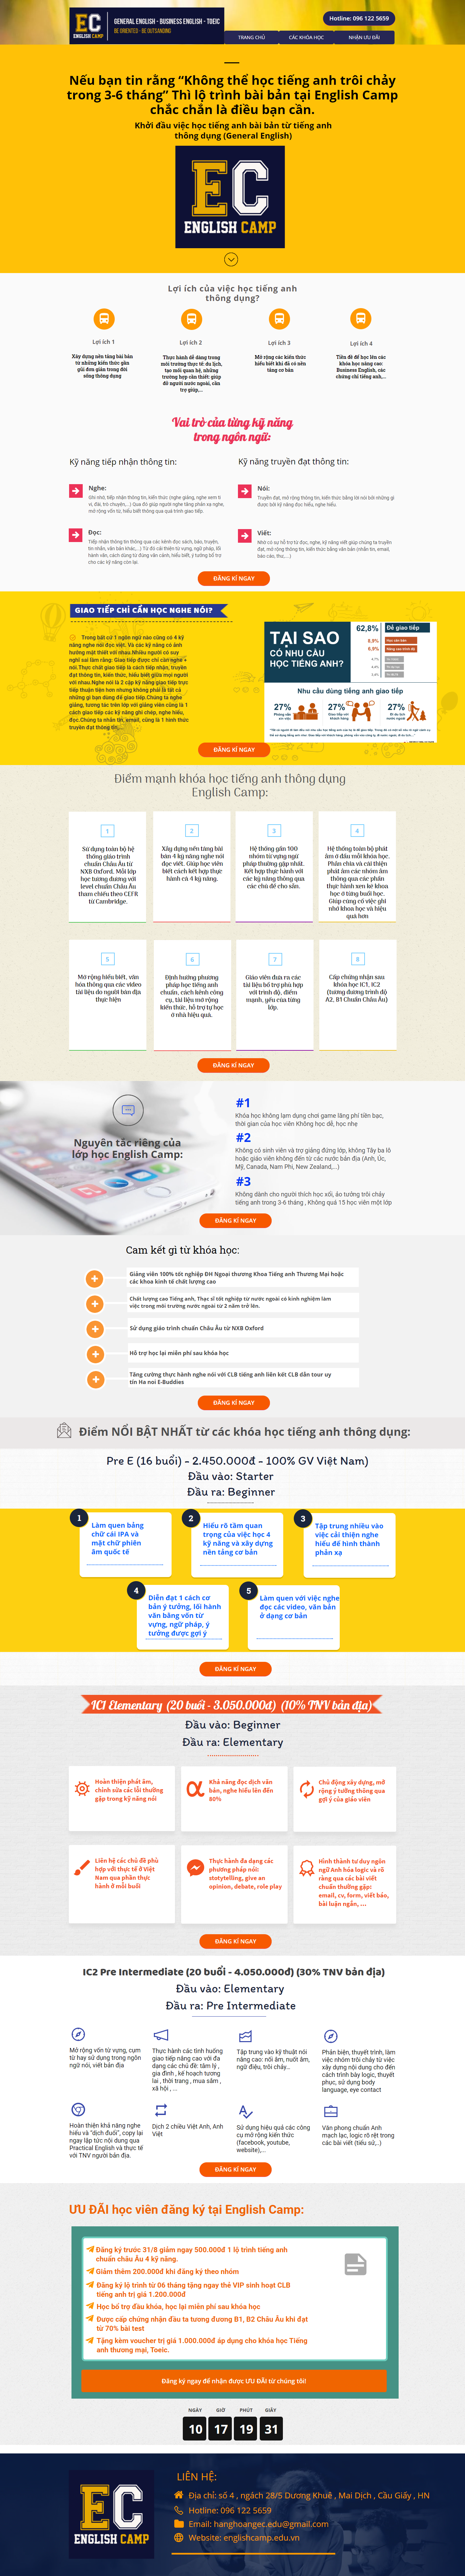 EC
ENGLISH CAMP
GENERAL ENGLISH - BUSINESS ENGLISH - TOEIC
BE ORIENTED - BE OUTSANDING
Hotline: 096 122 5659
TRANG CHỦ
CÁC KHÓA HỌC
NHẬN ƯU ĐÃI
Nếu bạn tin rằng “Không thể học tiếng anh trôi chảy
trong 3-6 tháng” Thì lộ trình bài bản tại English Camp
chắc chắn là điều bạn cần.
Khởi đầu việc học tiếng anh bài bản từ tiếng anh
thông dụng (General English)
EC
ENGLISH CAMP
Lợi ích của việc học tiếng anh
thông dụng?
Lợi ích 1
Xây dựng nền tảng bài bản
từ những kiến thức gần
gũi đơn giản trong đời
sống thông dụng
Lợi ích 2
Thực hành dễ dàng trong
môi trường thực tế du lịch,
tạo mối quan hệ, những
trường hợp cần thiết: giúp
đỡ người nước ngoài, cần
trợ giúp,...
Lợi ích 3
Mở rộng các kiến thức
hiểu biết khi đã có nền
tảng cơ bản
Lợi ích 4
Tiền đề để học lên các
khóa học nâng cao:
Business English, các
chứng chỉ tiếng anh,...
Vai trò của từng kỹ năng
trong ngôn ngữ:
Kỹ năng tiếp nhận thông tin:
Nghe:
Ghi nhớ, tiếp nhận thông tin, kiến thức (nghe giảng, nghe xem ti
vi, đài, trò chuyện,...) Qua đó giúp người nghe tăng phản xạ nghe,
mở rộng vốn từ, hiểu biết thông qua quá trình giao tiếp.
Đọc:
Tiếp nhận thông tin thông qua các kênh đọc sách, báo, truyện,
tin nhắn, văn bản khác,...) Từ đó cải thiện từ vựng, ngữ pháp, lối
hành văn, cách dùng từ đúng văn cảnh, hiểu biết, ý tưởng bổ trợ
cho các kỹ năng còn lại.
Kỹ năng truyền đạt thông tin:
Nói:
Truyền đạt, mở rộng thông tin, kiến thức bằng lời nói bởi những gì
được bởi kỹ năng đọc hiểu, nghe hiểu.
Viết:
Nhờ có sự hỗ trợ từ đọc, nghe, kỹ năng viết giúp chúng ta truyền
đạt, mở rộng thông tin, kiến thức bằng văn bản (nhắn tin, email,
báo cáo, thư, ...)
ĐĂNG KÍ NGAY
GIAO TIẾP CHỈ CẦN HỌC NGHE NÓI?
Trong bất cứ 1 ngôn ngữ nào cũng có 4 kỹ
năng nghe nói đọc viết. Và các kỹ năng có ảnh
hưởng mật thiết với nhau.Nhiều người có suy
nghĩ sai lầm rằng: Giao tiếp được chỉ cần nghe +
nói.Thực chất giao tiếp là cách tiếp nhận, truyền
đạt thông tin, kiến thức, hiểu biết giữa mọi người
với nhau.Nghe nói là 2 cặp kỹ năng giao tiếp trực
tiếp thuận tiện hơn nhưng không phải là tất cả
những gì bạn dùng để giao tiếp.Chúng ta nghe
giảng, tương tác trên lớp với giảng viên cũng là 1
cách giao tiếp các kỹ năng ghi chép, nghe hiểu,
đọc.Chúng ta nhắn tin, email, cũng là 1 hình thức
truyền đạt thông tin,...
TẠI SAO
CÓ NHU CẦU
HỌC TIẾNG ANH?
62,8%
Để giao tiếp
Nhu cầu dùng tiếng anh giao tiếp
27%
27%
27%
ĐĂNG KÍ NGAY
Điểm mạnh khóa học tiếng anh thông dụng
English Camp:
1
Sử dụng toàn bộ hệ
thống giáo trình
chuẩn Châu Âu từ
NXB Oxford. Mỗi lớp
học tương đương với
level chuẩn Châu Âu
tham chiếu theo CEFR
từ Cambridge.
2
Xây dựng nền tảng bài
bản 4 kỹ năng nghe nói
đọc viết. Giúp học viên
biết cách kết hợp thực
hành cả 4 kỹ năng.
3
Hệ thống gần 100
nhóm từ vựng ngữ
pháp thường gặp nhất.
Kết hợp thực hành với
các kỹ năng thông qua
các chủ đề cho sẵn.
4
Hệ thống toàn bộ phát
âm ở đầu mỗi khóa học.
Phân chia và cải thiện
phát âm các nhóm âm
thông qua các phần
thực hành xen kẽ khóa
học ở từng buổi học.
Giúp củng cố việc ghi
nhớ khóa học và hiệu
quả hơn
5
Mở rộng hiểu biết, văn
hóa thông qua các video
tài liệu do người bản địa
thực hiện
6
Định hướng phương
pháp học tiếng anh
chuẩn, cách kênh công
cụ, tài liệu mở rộng
kiến thức, hỗ trợ tự học
ở nhà hiệu quả.
7
Giáo viên đưa ra các
tài liệu bổ trợ phù hợp
với trình độ, điểm
mạnh, yếu của từng
lớp.
8
Cấp chứng nhận sau
khóa học IC1, IC2
(tương đương trình độ
A2, B1 Chuẩn Châu Âu)
ĐĂNG KÍ NGAY
Nguyên tắc riêng của
lớp học English Camp:
#1
Khóa học không lạm dụng chơi game lãng phí tiền bạc,
thời gian của học viên Không học dễ, học nhẹ
#2
Không có sinh viên và trợ giảng đứng lớp, không Tây ba lô
hoặc giáo viên không đến từ các nước bản địa (Anh, Úc,
Mỹ, Canada, Nam Phi, New Zealand,...)
#3
Không dành cho người thích học xổi, ảo tưởng trôi chảy
tiếng anh trong 3-6 tháng , Không quá 15 học viên một lớp
ĐĂNG KÍ NGAY
Cam kết gì từ khóa học:
Giảng viên 100% tốt nghiệp ĐH Ngoại thương Khoa Tiếng anh Thương Mại hoặc
các khoa kinh tế chất lượng cao
Chất lượng cao Tiếng anh, Thạc sĩ tốt nghiệp từ nước ngoài có kinh nghiệm làm
việc trong môi trường nước ngoài từ 2 năm trở lên.
Sử dụng giáo trình chuẩn Châu Âu từ NXB Oxford
Hỗ trợ học lại miễn phí sau khóa học
Tăng cường thực hành nghe nói với CLB tiếng anh liên kết CLB dẫn tour uy
tín Ha noi E-Buddies
ĐĂNG KÍ NGAY
Điểm NỔI BẬT NHẤT từ các khóa học tiếng anh thông dụng:
Pre E (16 buổi) - 2.450.000đ - 100% GV Việt Nam)
Đầu vào: Starter
Đầu ra: Beginner
1
Làm quen bảng
chữ cái IPA và
mặt chữ phiên
âm quốc tế
2
Hiểu rõ tầm quan
trọng của việc học 4
kỹ năng và xây dựng
nền tảng cơ bản
3
Tập trung nhiều vào
việc cải thiện nghe
hiểu để hình thành
phản xạ
4
Diễn đạt 1 cách cơ
bản ý tưởng, lối hành
văn bằng vốn từ
vựng, ngữ pháp, ý
tưởng được gợi ý
5
Làm quen với việc nghe
đọc các video, văn bản
ở dạng cơ bản
ĐĂNG KÍ NGAY
IC1 Elementary (20 buổi - 3.050.000đ) (10% TNV bản địa)
Đầu vào: Beginner
Đầu ra: Elementary
Hoàn thiện phát âm,
chỉnh sửa các lỗi thường
gặp trong kỹ năng nói
Khả năng đọc dịch văn
bản, nghe hiểu lên đến
80%
Chủ động xây dựng, mở
rộng ý tưởng thông qua
gợi ý của giáo viên
Liên hệ các chủ đề phù
hợp với thực tế ở Việt
Nam qua phần thực
hành ở mỗi buổi
Thực hành đa dạng các
phương pháp nói:
stotytelling, give an
opinion, debate, role play
Hình thành tư duy ngôn
ngữ Anh hóa logic và rõ
ràng qua các bài viết
chuẩn thường gặp:
email, cv, form, viết báo,
bài luận ngắn, ...
ĐĂNG KÍ NGAY
IC2 Pre Intermediate (20 buổi - 4.050.000đ) (30% TNV bản địa)
Đầu vào: Elementary
Đầu ra: Pre Intermediate
Mở rộng vốn từ vựng, cụm
từ hay sử dụng trong ngôn
ngữ nói, viết bản địa
Thực hành các tình huống
giao tiếp nâng cao với đa
dạng các chủ đề: tâm lý ,
gia đình , kế hoạch tương
lai , thời trang , mua sắm ,
xã hội , ...
Tập trung vào kỹ thuật nói
nâng cao: nối âm, nuốt âm,
ngữ điệu, trôi chảy...
Phản biện, thuyết trình, làm
việc nhóm trôi chảy từ việc
xây dựng nội dung cho đến
cách trình bày logic, thuyết
phục, sử dụng body
language, eye contact
Hoàn thiện khả năng nghe
hiểu và “dịch đuổi”, copy lại
ngay lập tức nội dung qua
Practical English và thực tế
với TNV người bản địa.
Dịch 2 chiều Việt Anh, Anh
Việt
Sử dụng hiệu quả các công
cụ mở rộng kiến thức
(facebook, youtube,
website),...
Văn phong chuẩn Anh
mạch lạc, logic rõ rệt trong
các bài viết (tiểu sử,..)
ĐĂNG KÍ NGAY
ƯU ĐÃI học viên đăng ký tại English Camp:
Đăng ký trước 31/8 giảm ngay 500.000đ 1 lộ trình tiếng anh
chuẩn châu Âu 4 kỹ năng.
Giảm thêm 200.000đ khi đăng ký theo nhóm
Đăng ký lộ trình từ 06 tháng tặng ngay thẻ VIP sinh hoạt CLB
tiếng anh trị giá 1.200.000đ
Học bổ trợ đầu khóa, học lại miễn phí sau khóa học
Được cấp chứng nhận đầu ta tương đương B1, B2 Châu Âu khi đạt
từ 70% bài test
Tặng kèm voucher trị giá 1.000.000đ áp dụng cho khóa học Tiếng
anh thương mại, Toeic.
Đăng ký ngay để nhận được ƯU ĐÃI từ chúng tôi!
NGÀY
GIỜ
PHÚT
GIÂY
10
17
19
31
EC
ENGLISH CAMP
LIÊN HỆ:
Địa chỉ: số 4 , ngách 28/5 Dương Khuê , Mai Dịch , Cầu Giấy , HN
Hotline: 096 122 5659
Email: hanghoangec.edu@gmail.com
Website: englishcamp.edu.vn